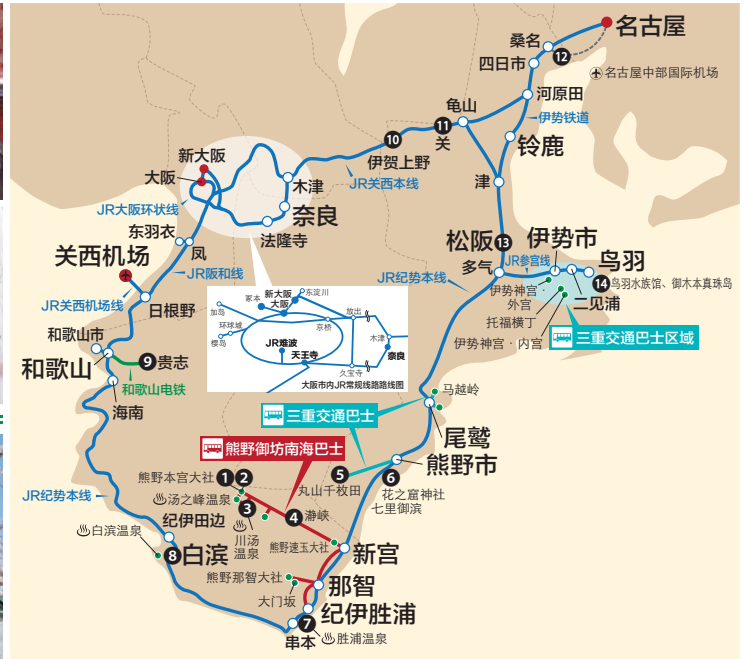 名古屋
桑名
12
四日市
名古屋中部国际机场
河原田
龟山
伊势铁道
11
关
10
伊贺上野
铃鹿
新大阪
大阪
木津
JR关西本线
津
JR大阪环状线
奈良
东羽衣
凤
法隆寺
松阪
13
伊势市
鸟羽
关西机场
JR阪和线
JR纪势本线
多气
JR参宫线
14
鸟羽水族馆、御木本真珠岛
伊势神宫·
外宫
二见浦
JR关西机场线
日根野
托福横丁
伊势神宫·内宫
三重交通巴士区域
东淀川
新大阪
大阪
冢本
加岛
放出
京桥
环球城
樱岛
木津
JR难波
天王寺
奈良
久宝寺
大阪市内JR常规线路路线图
和歌山市
和歌山
9
贵志
和歌山电铁
海南
马越岭
三重交通巴士
尾鹫
熊野御坊南海巴士
熊野市
熊野本宫大社
1
2
5
丸山千枚田
6
花之窟神社
七里御滨
JR纪势本线
汤之峰温泉
3
川汤
温泉
4
瀞峡
纪伊田边
白滨温泉
8
白滨
熊野速玉大社
新宫
熊野那智大社
那智
大门坂
纪伊胜浦
7
胜浦温泉
串本